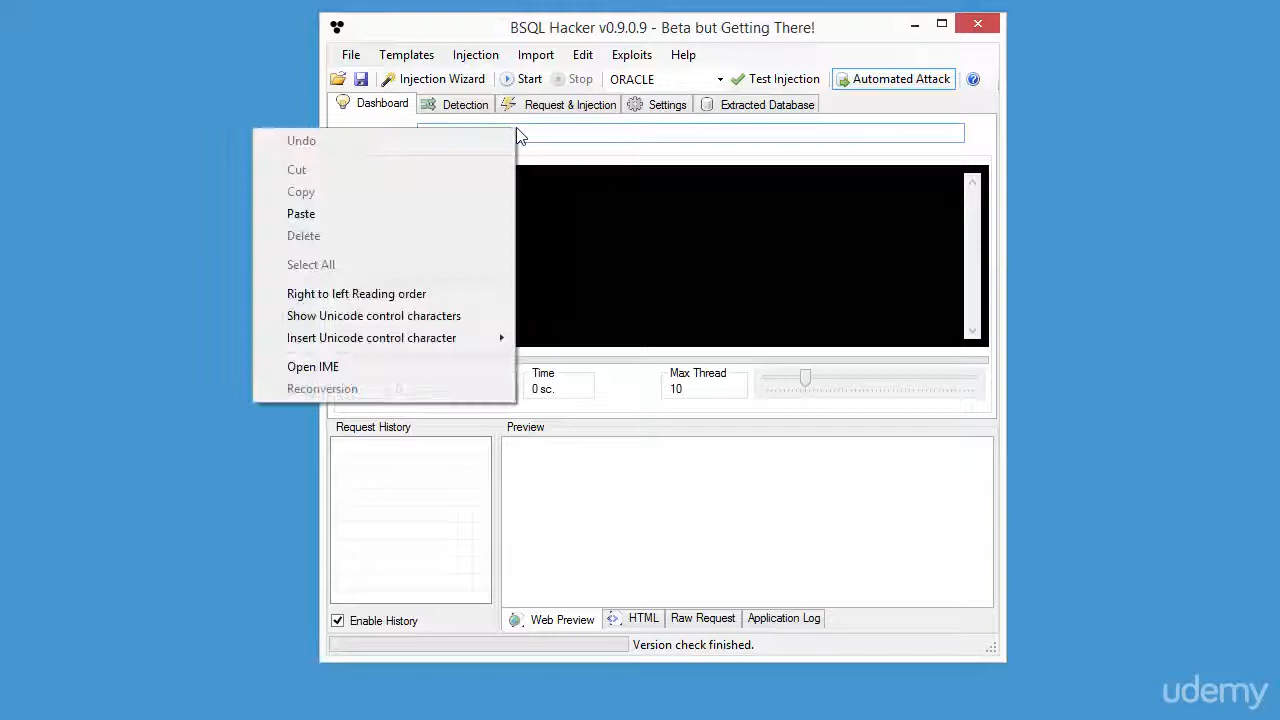 BSQL Hacker v0.9.0.9 - Beta but Getting There!
File Templates Injection Import Edit Exploits Help
Injection Wizard Start Stop ORACLE Test Injection Automated Attack
Dashboard Detection Request & Injection Settings Extracted Database
Undo
Cut
Copy
Paste
Delete
Select All
Right to left Reading order
Show Unicode control characters
Insert Unicode control character
Open IME
Reconversion
Time Max Thread
0 sc. 10
Request History Preview
Enable History
Web Preview HTML Raw Request Application Log
Version check finished.
udemy